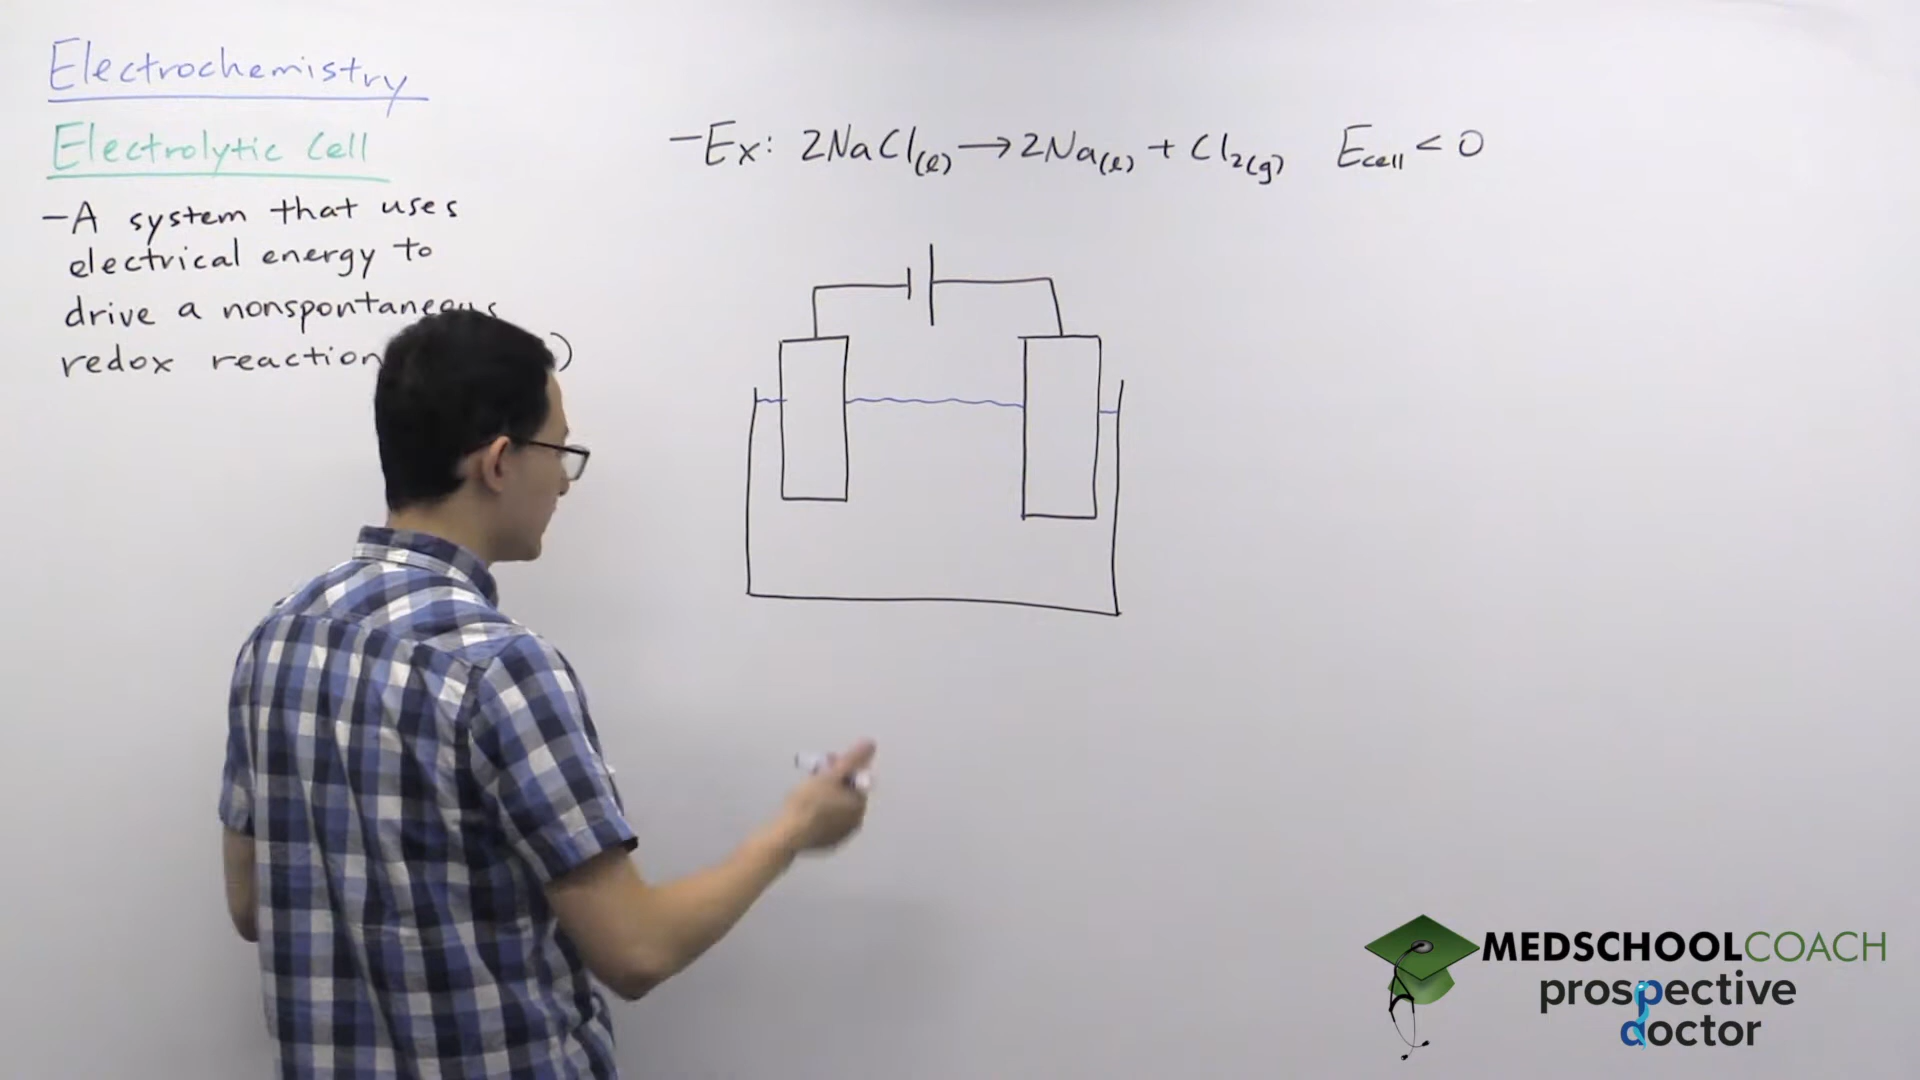 Electrochemistry
Electrolytic Cell
-A system that uses
electrical energy to
drive a nonspontaneous
redox reaction )
-Ex: 2NaCl(l) → 2Na(l) + Cl2(g) Ecell < 0
MEDSCHOOLCOACH
prospective
doctor